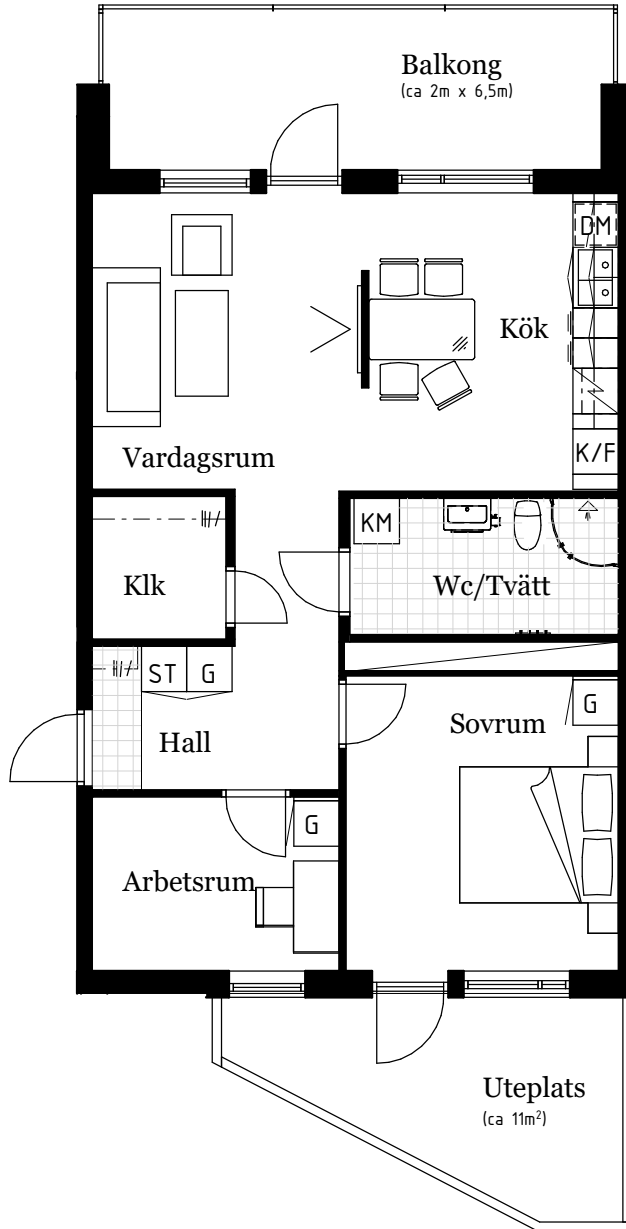 Balkong
(ca 2m x 6,5m)
DM
Kök
K/F
Vardagsrum
KM
Klk
Wc/Tvätt
ST
G
Hall
Sovrum
G
G
Arbetsrum
Uteplats
(ca 11m²)